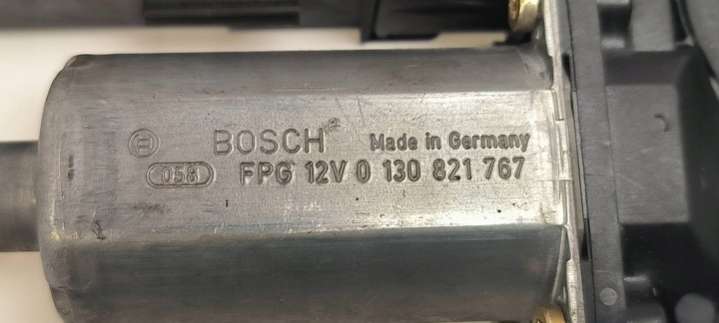 BOSCH Made in Germany
058 FPG 12V 0 130 821 767